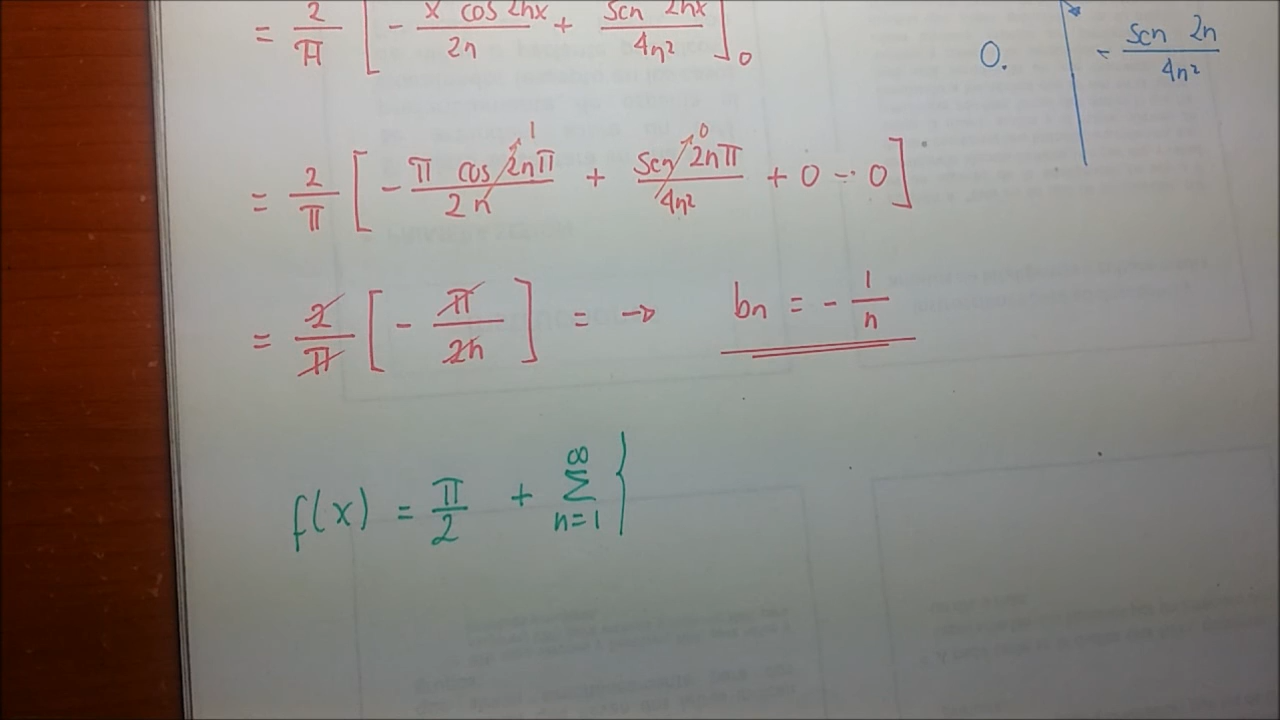 = 2/π [ - x cos 2nx / 2n + sen 2nx / 4n² ]₀
0. = sen 2n / 4n²
= 2/π [ - π cos 2nπ / 2n + sen 2nπ / 4n² + 0 - 0 ]
1 0
= 2/π [ - π/2n ] = → bn = - 1/n
f(x) = π/2 + ∑ n=1 ∞ {